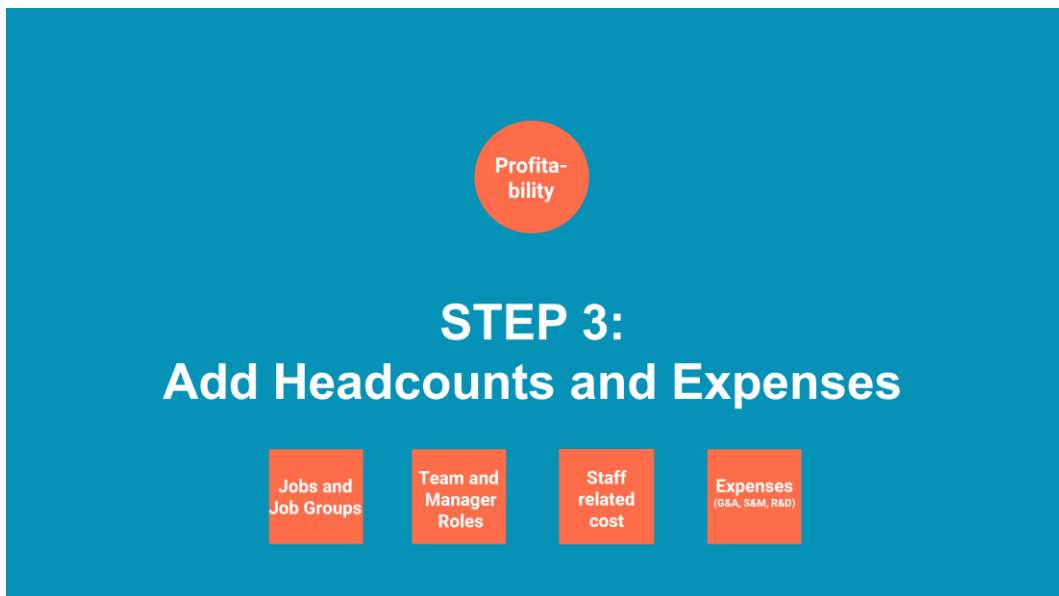 Profita-
bility
STEP 3:
Add Headcounts and Expenses
Jobs and
Job Groups
Team and
Manager
Roles
Staff
related
cost
Expenses
(G&A, S&M, R&D)